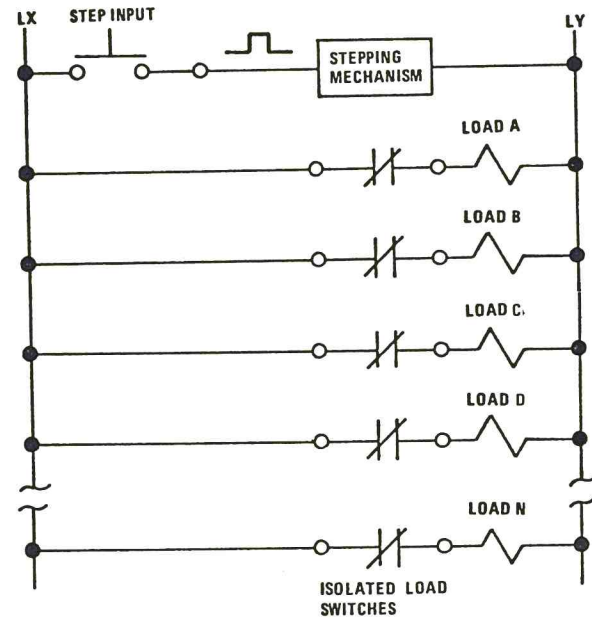 LX
STEP INPUT
LY
STEPPING
MECHANISM
LOAD A
LOAD B
LOAD C
LOAD D
LOAD N
ISOLATED LOAD
SWITCHES